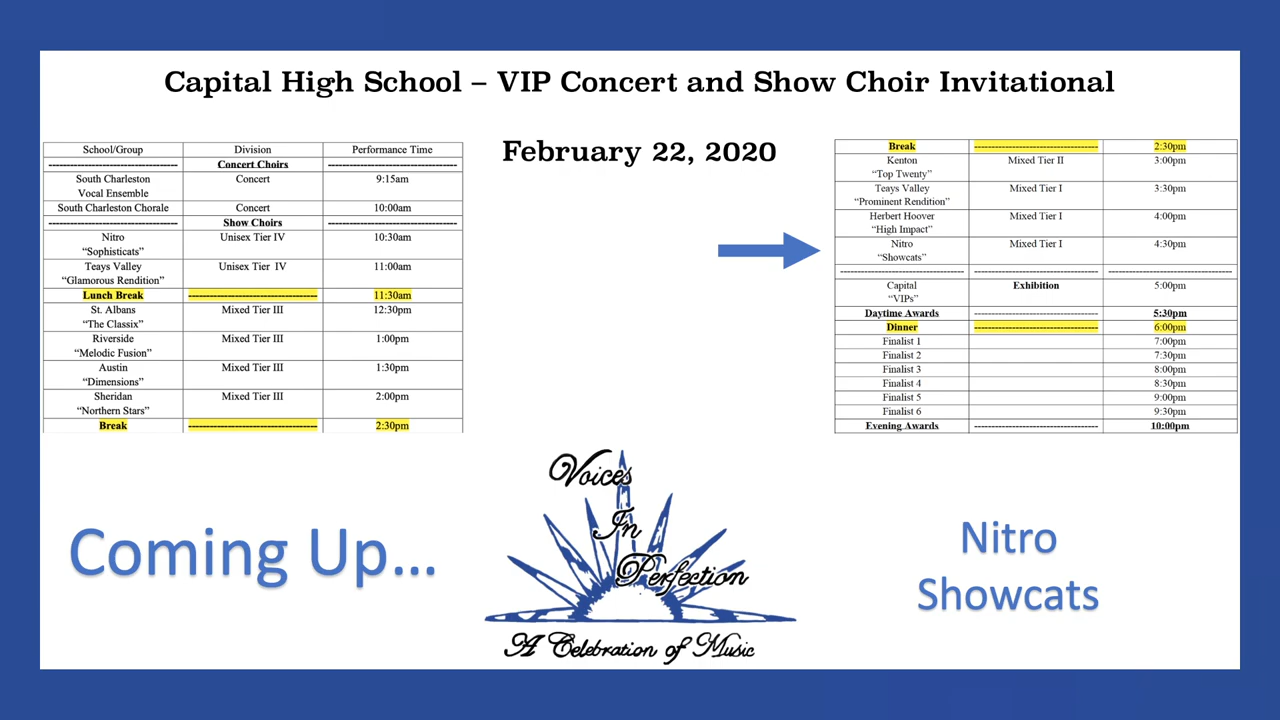 Capital High School – VIP Concert and Show Choir Invitational
February 22, 2020
School/Group Division Performance Time
------------------------------------ Concert Choirs ------------------------------------
South Charleston Concert 9:15am
Vocal Ensemble
South Charleston Chorale Concert 10:00am
------------------------------------ Show Choirs ------------------------------------
Nitro Unisex Tier IV 10:30am
“Sophisticats”
Teays Valley Unisex Tier IV 11:00am
“Glamorous Rendition”
Lunch Break ------------------------------------ 11:30am
St. Albans Mixed Tier III 12:30pm
“The Classix”
Riverside Mixed Tier III 1:00pm
“Melodic Fusion”
Austin Mixed Tier III 1:30pm
“Dimensions”
Sheridan Mixed Tier III 2:00pm
“Northern Stars”
Break ------------------------------------ 2:30pm
Break ------------------------------------ 2:30pm
Kenton Mixed Tier II 3:00pm
“Top Twenty”
Teays Valley Mixed Tier I 3:30pm
“Prominent Rendition”
Herbert Hoover Mixed Tier I 4:00pm
“High Impact”
Nitro Mixed Tier I 4:30pm
“Showcats”
------------------------------------ ------------------------------------ ------------------------------------
Capital Exhibition 5:00pm
“VIPs”
Daytime Awards ------------------------------------ 5:30pm
Dinner ------------------------------------ 6:00pm
Finalist 1 7:00pm
Finalist 2 7:30pm
Finalist 3 8:00pm
Finalist 4 8:30pm
Finalist 5 9:00pm
Finalist 6 9:30pm
Evening Awards ------------------------------------ 10:00pm
Coming Up...
Voices
In
Perfection
A Celebration of Music
Nitro
Showcats